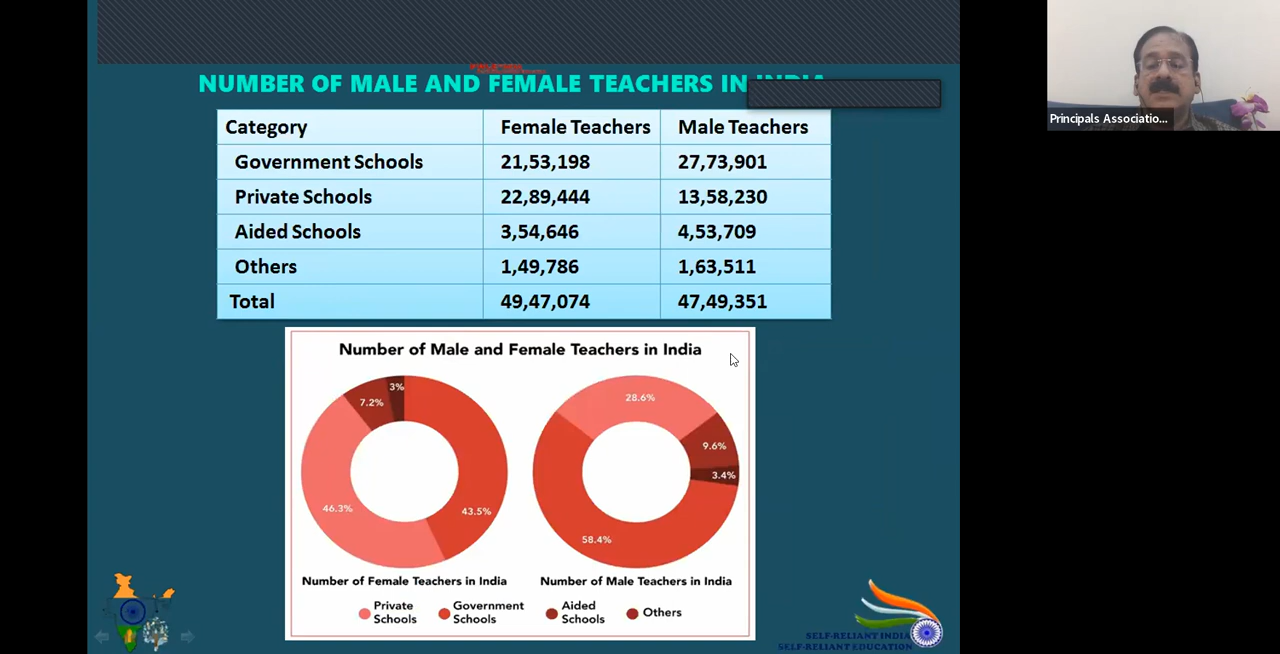 NUMBER OF MALE AND FEMALE TEACHERS IN INDIA
Category Female Teachers Male Teachers
Government Schools 21,53,198 27,73,901
Private Schools 22,89,444 13,58,230
Aided Schools 3,54,646 4,53,709
Others 1,49,786 1,63,511
Total 49,47,074 47,49,351
Number of Male and Female Teachers in India
3%
7.2%
46.3%
43.5%
28.6%
9.6%
3.4%
58.4%
Number of Female Teachers in India
Number of Male Teachers in India
Private Schools
Government Schools
Aided Schools
Others
SELF-RELIANT INDIA
SELF-RELIANT EDUCATION
Principals Associatio...